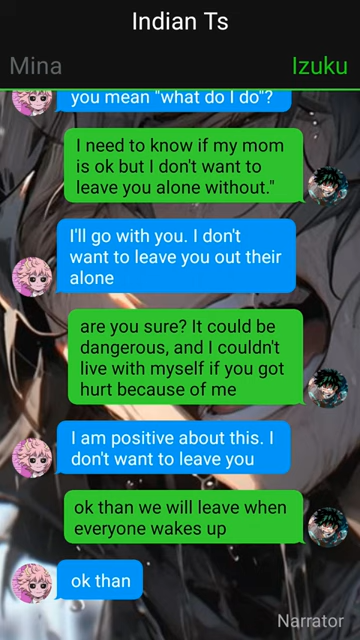 Indian Ts
Mina
Izuku
you mean "what do I do"?
I need to know if my mom
is ok but I don't want to
leave you alone without."
I'll go with you. I don't
want to leave you out their
alone
are you sure? It could be
dangerous, and I couldn't
live with myself if you got
hurt because of me
I am positive about this. I
don't want to leave you
ok than we will leave when
everyone wakes up
ok than
Narrator